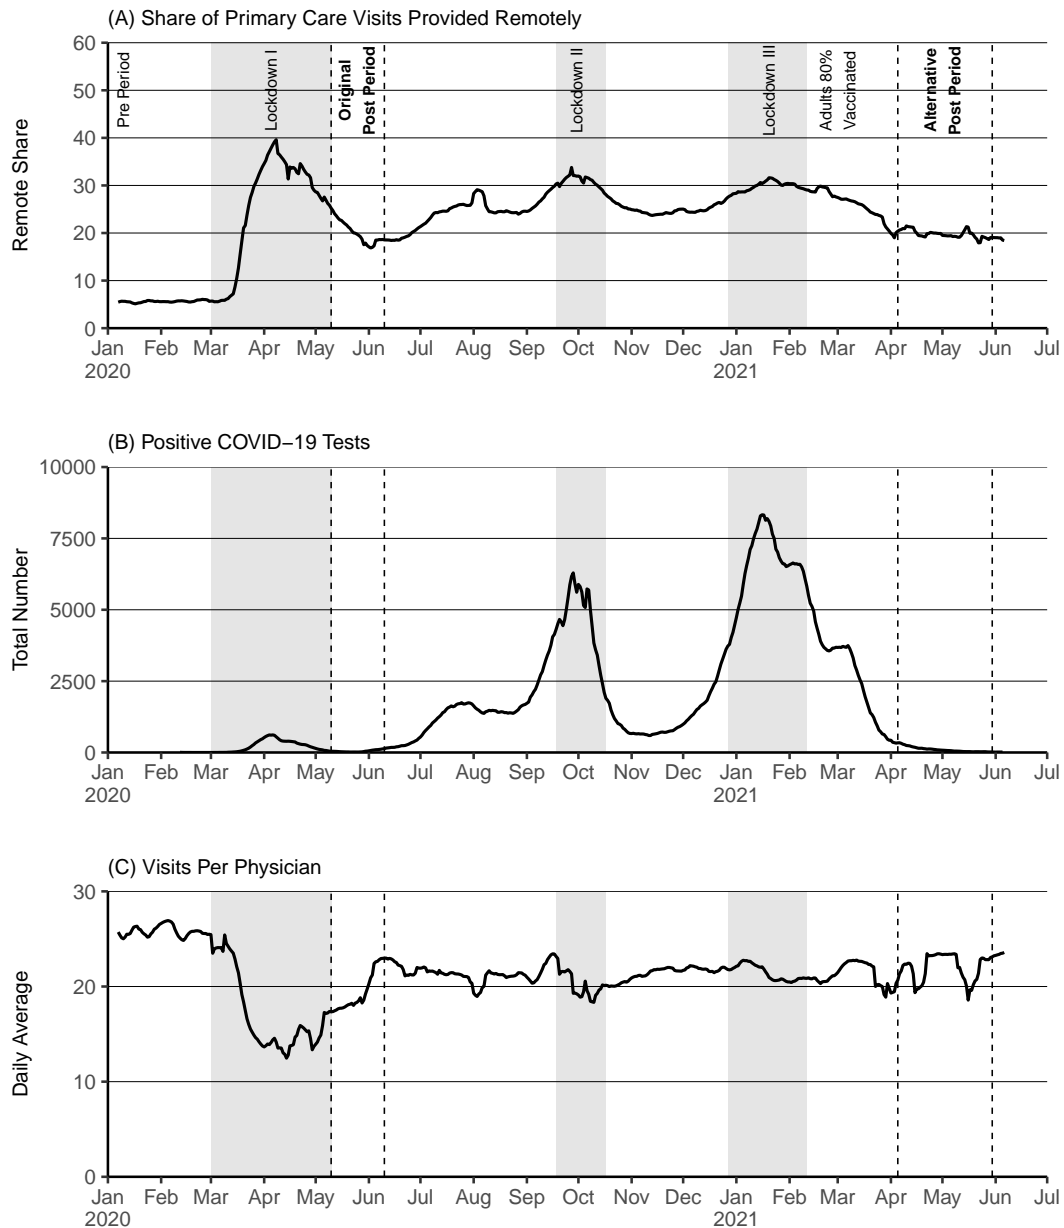 (A) Share of Primary Care Visits Provided Remotely
Remote Share
60
50
40
30
20
10
0
Pre Period
Lockdown I
Original
Post Period
Lockdown II
Lockdown III
Adults 80%
Vaccinated
Alternative
Post Period
Jan Feb Mar Apr May Jun Jul Aug Sep Oct Nov Dec Jan Feb Mar Apr May Jun Jul
2020 2021
(B) Positive COVID−19 Tests
Total Number
10000
7500
5000
2500
0
Jan Feb Mar Apr May Jun Jul Aug Sep Oct Nov Dec Jan Feb Mar Apr May Jun Jul
2020 2021
(C) Visits Per Physician
Daily Average
30
20
10
0
Jan Feb Mar Apr May Jun Jul Aug Sep Oct Nov Dec Jan Feb Mar Apr May Jun Jul
2020 2021